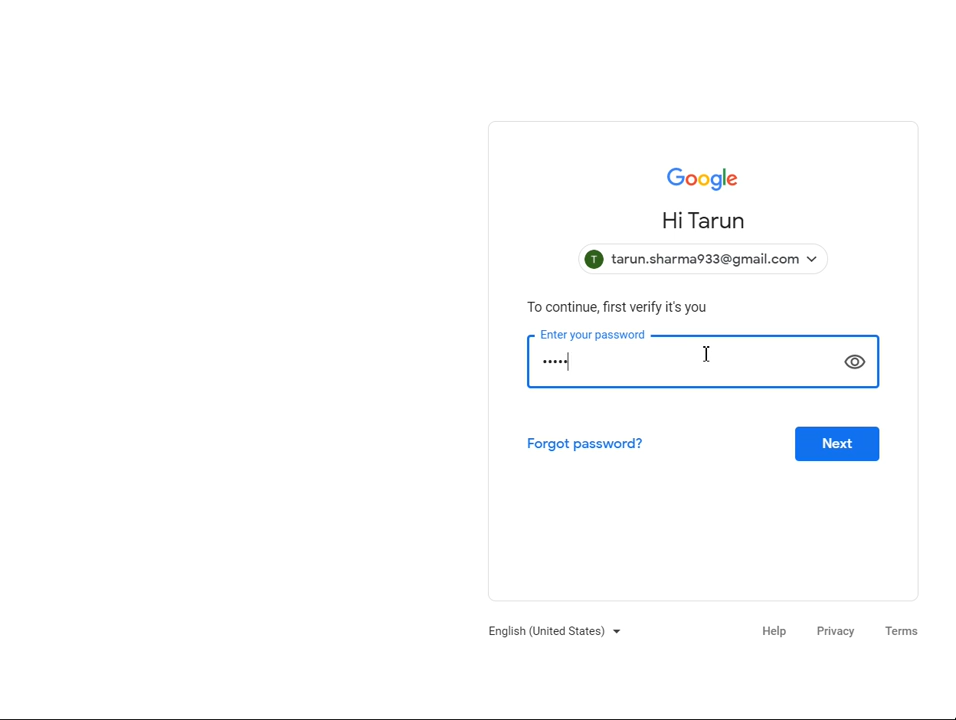 Google
Hi Tarun
T tarun.sharma933@gmail.com
To continue, first verify it's you
Enter your password
•••••
Forgot password? Next
English (United States) Help Privacy Terms